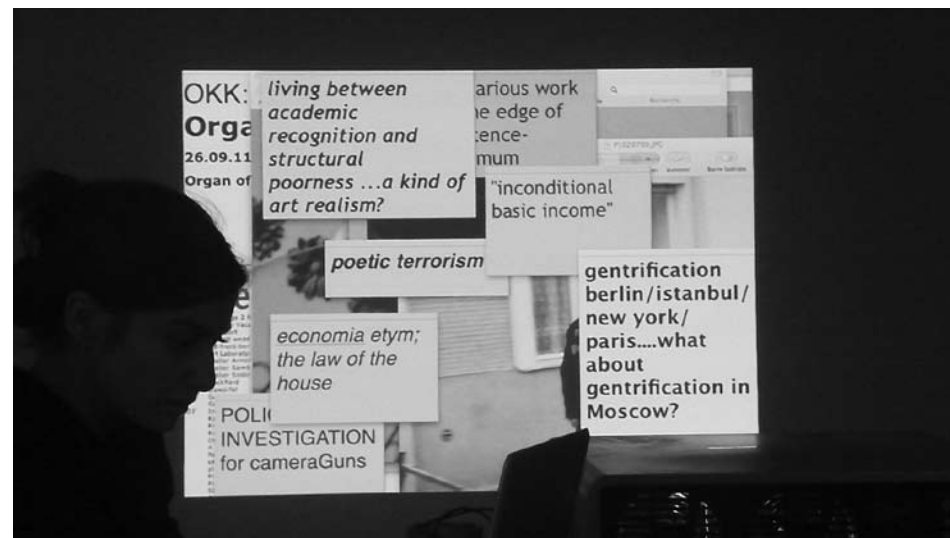 OKK:
Orga
26.09.11
Organ of
living between
academic
recognition and
structural
poorness ...a kind of
art realism?
arious work
he edge of
tence-
mum
"inconditional
basic income"
poetic terrorism
gentrification
berlin/istanbul/
new york/
paris....what
about
gentrification in
Moscow?
economia etym;
the law of the
house
POLI
INVESTIGATION
for cameraGuns